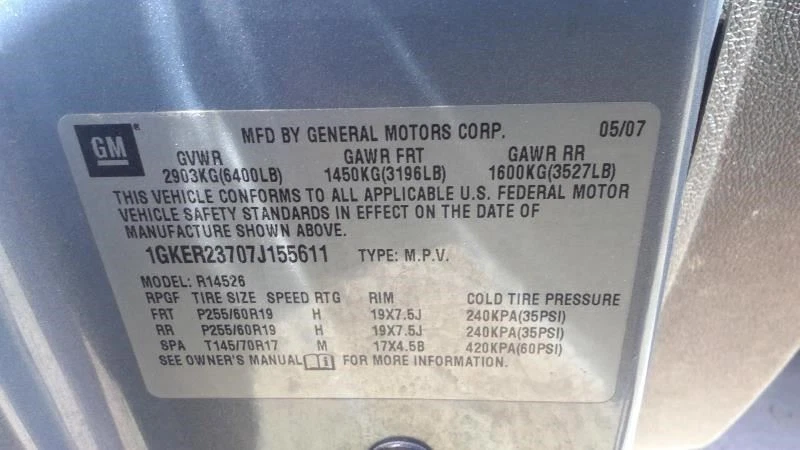 GM ®
MFD BY GENERAL MOTORS CORP. 05/07
GVWR GAWR FRT GAWR RR
2903KG(6400LB) 1450KG(3196LB) 1600KG(3527LB)
THIS VEHICLE CONFORMS TO ALL APPLICABLE U.S. FEDERAL MOTOR
VEHICLE SAFETY STANDARDS IN EFFECT ON THE DATE OF
MANUFACTURE SHOWN ABOVE.
1GKER23707J155611 TYPE: M.P.V.
MODEL: R14526
RPGF TIRE SIZE SPEED RTG RIM COLD TIRE PRESSURE
FRT P255/60R19 H 19X7.5J 240KPA(35PSI)
RR P255/60R19 H 19X7.5J 240KPA(35PSI)
SPA T145/70R17 M 17X4.5B 420KPA(60PSI)
SEE OWNER'S MANUAL i FOR MORE INFORMATION.